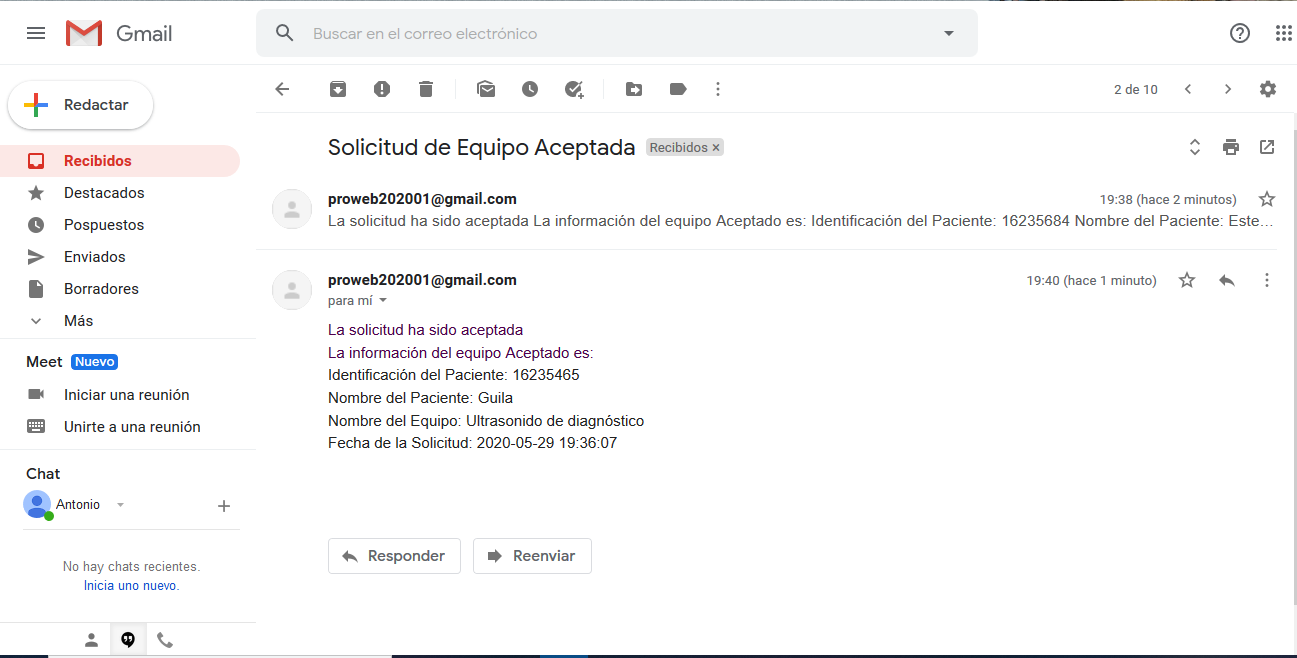 Gmail
Buscar en el correo electrónico
Redactar
2 de 10
Recibidos
Destacados
Pospuestos
Enviados
Borradores
Más
Meet Nuevo
Iniciar una reunión
Unirte a una reunión
Chat
Antonio
No hay chats recientes.
Inicia uno nuevo.
Solicitud de Equipo Aceptada Recibidos ×
proweb202001@gmail.com 19:38 (hace 2 minutos)
La solicitud ha sido aceptada La información del equipo Aceptado es: Identificación del Paciente: 16235684 Nombre del Paciente: Este...
proweb202001@gmail.com 19:40 (hace 1 minuto)
para mí
La solicitud ha sido aceptada
La información del equipo Aceptado es:
Identificación del Paciente: 16235465
Nombre del Paciente: Guila
Nombre del Equipo: Ultrasonido de diagnóstico
Fecha de la Solicitud: 2020-05-29 19:36:07
Responder Reenviar